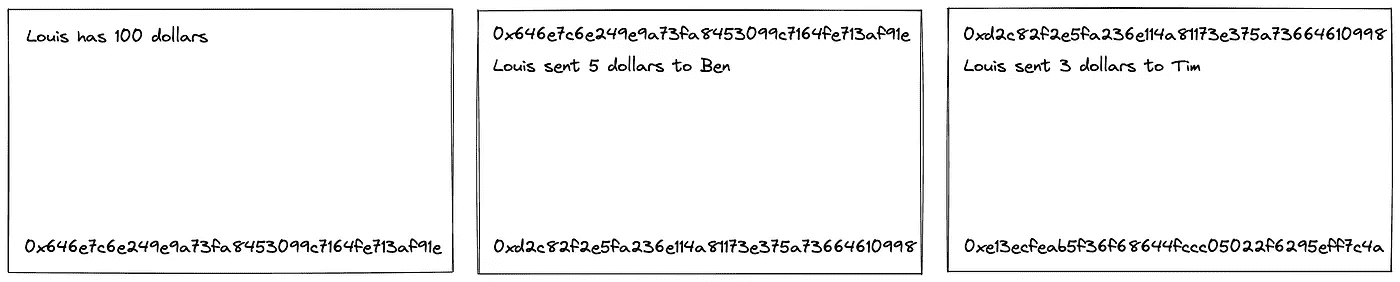 Louis has 100 dollars
0x646e7c6e249e9a73fa8453099c7164fe713af91e
0x646e7c6e249e9a73fa8453099c7164fe713af91e
Louis sent 5 dollars to Ben
0xd2c82f2e5fa236e114a81173e375a73664610998
0xd2c82f2e5fa236e114a81173e375a73664610998
Louis sent 3 dollars to Tim
0xe13ecfeab5f36f68644fccc05022f6295eff7c4a